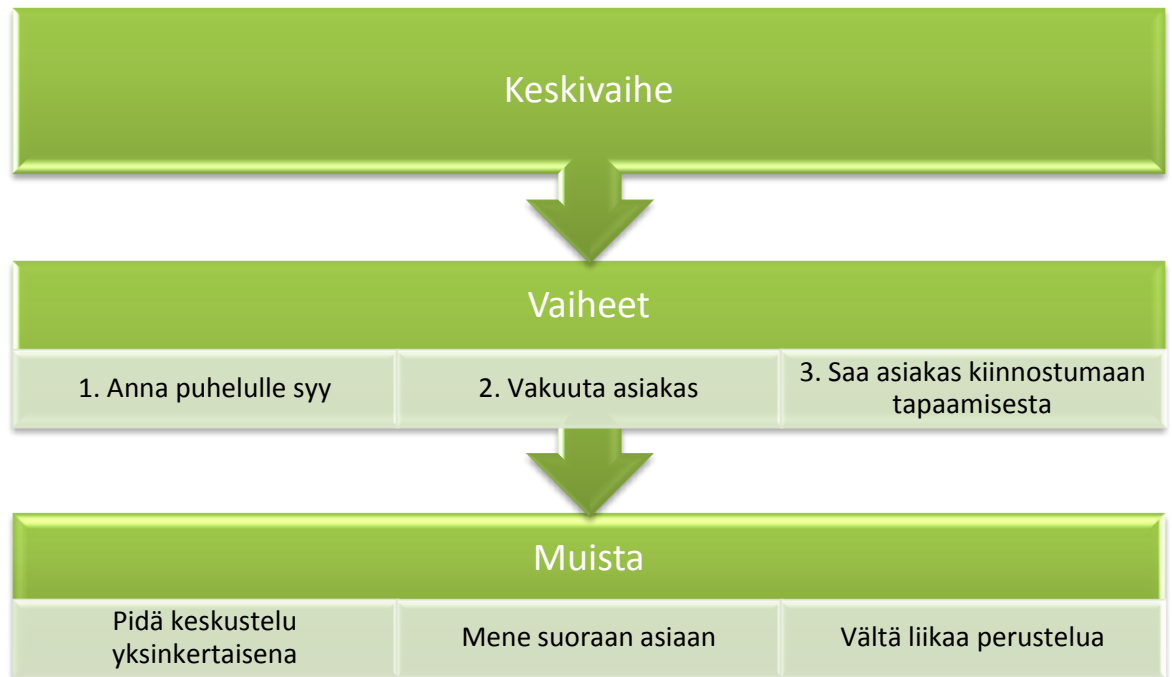 Keskivaihe
Vaiheet
1. Anna puhelulle syy
2. Vakuuta asiakas
3. Saa asiakas kiinnostumaan
tapaamisesta
Muista
Pidä keskustelu
yksinkertaisena
Mene suoraan asiaan
Vältä liikaa perustelua